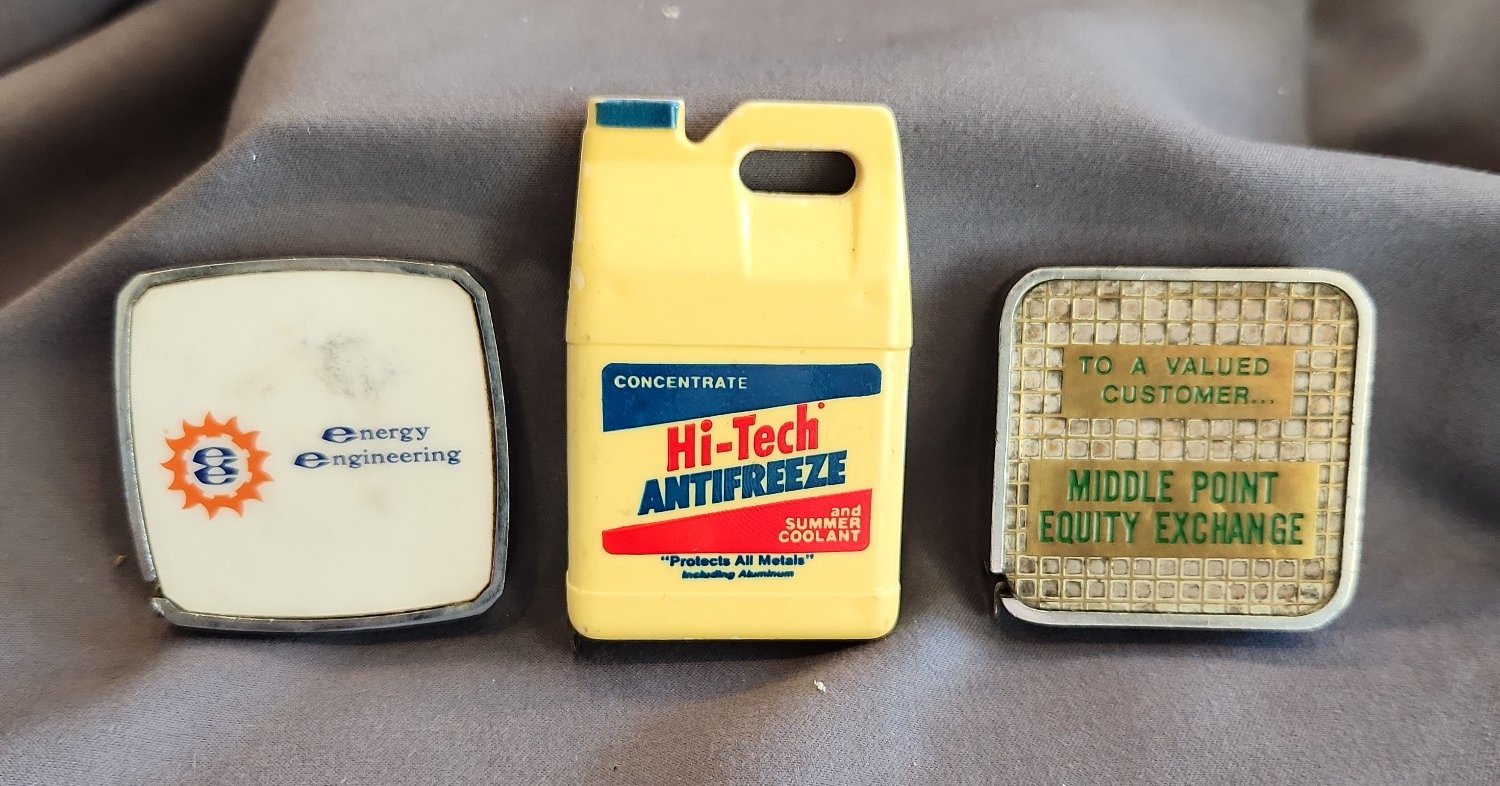 ee
energy
engineering
CONCENTRATE
Hi-Tech
ANTIFREEZE
and
SUMMER
COOLANT
"Protects All Metals"
Including Aluminum
TO A VALUED
CUSTOMER...
MIDDLE POINT
EQUITY EXCHANGE